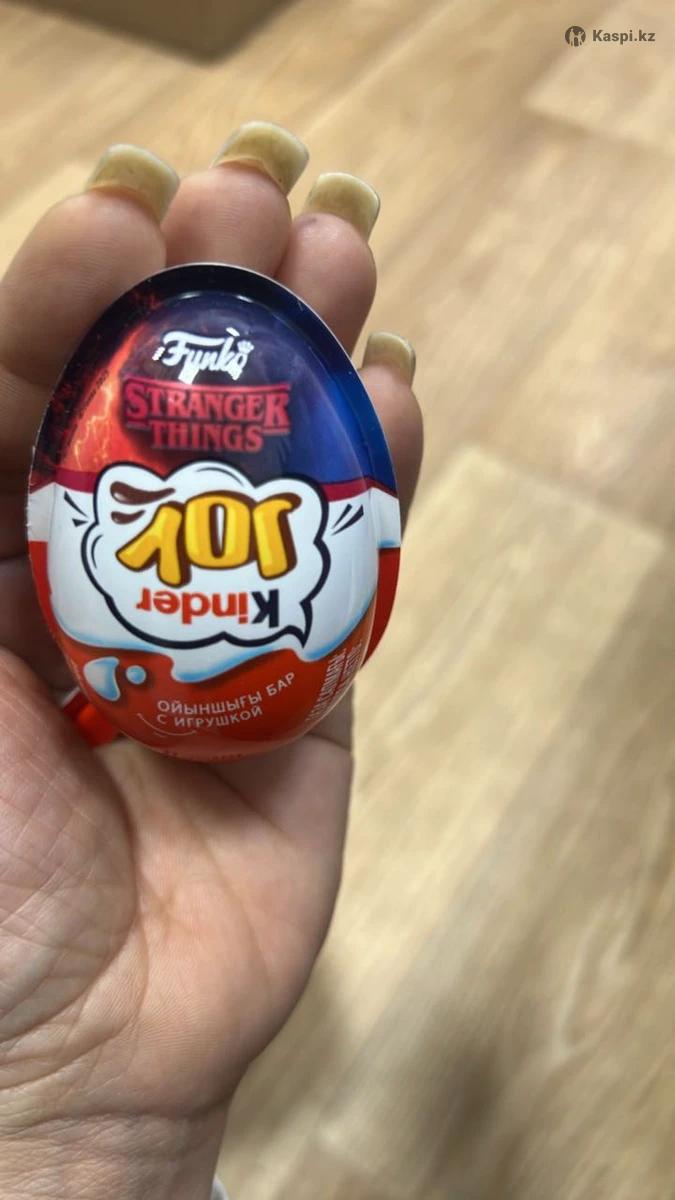 Kaspi.kz
Funko
STRANGER
THINGS
Kinder
JOY
ОЙЫНШЫҒЫ БАР
С ИГРУШКОЙ